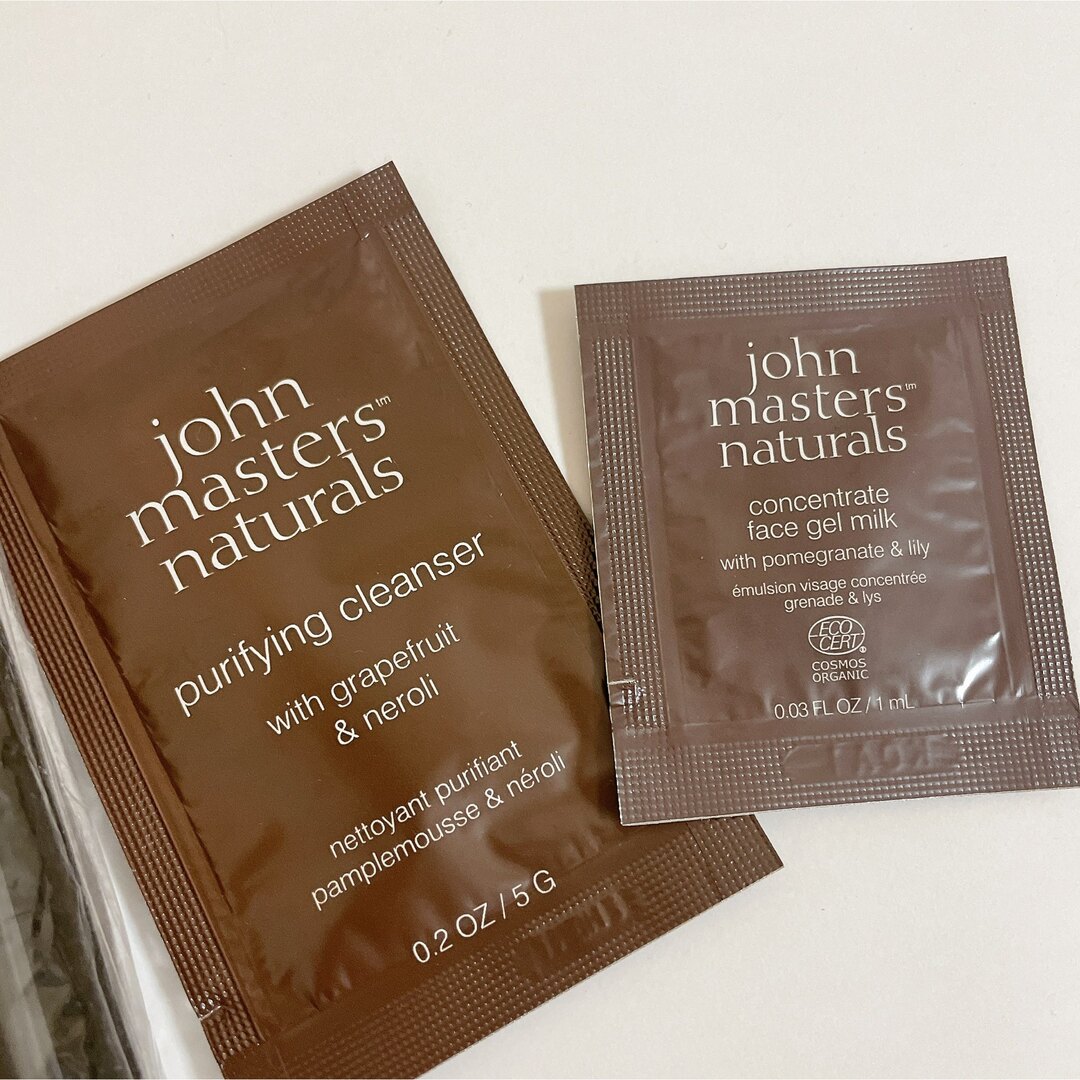 john
masters™
naturals
purifying cleanser
with grapefruit
& neroli
nettoyant purifiant
pamplemousse & néroli
0.2 OZ / 5 G
john
masters™
naturals
concentrate
face gel milk
with pomegranate & lily
émulsion visage concentrée
grenade & lys
ECO
CERT®
COSMOS
ORGANIC
0.03 FL OZ / 1 mL